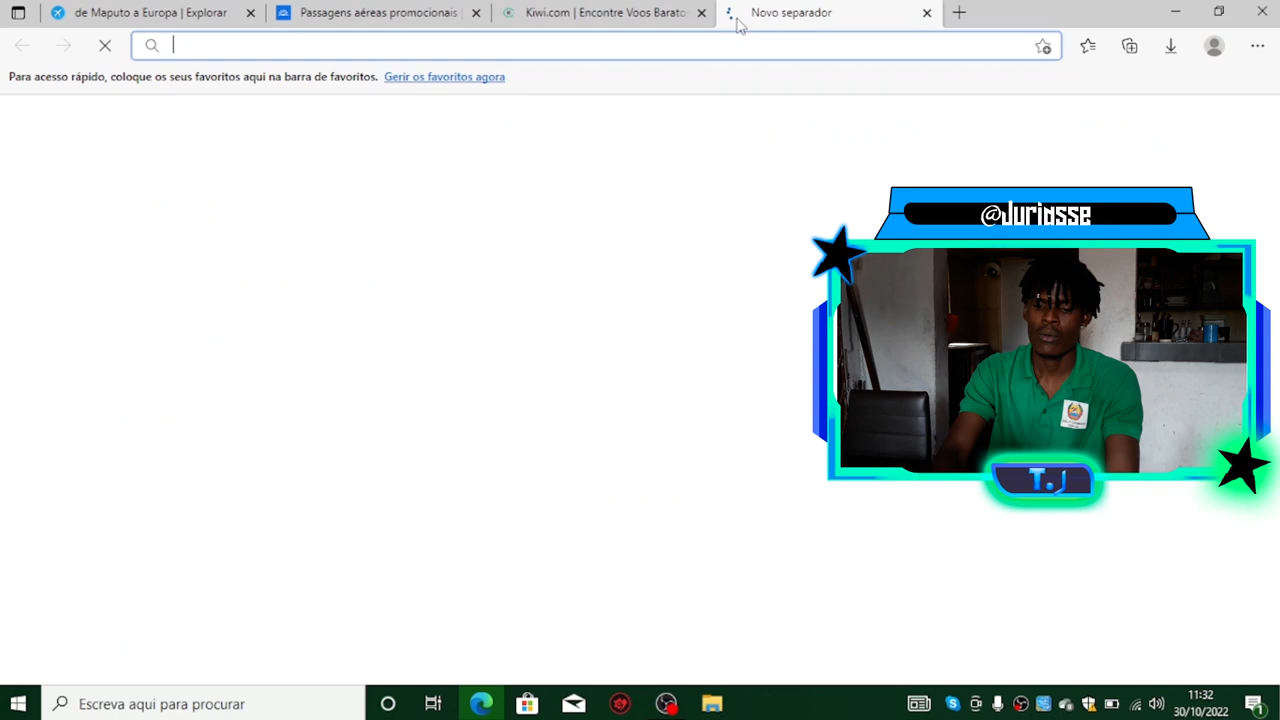 de Maputo a Europa | Explorar
Passagens aéreas promocionais |
Kiwi.com | Encontre Voos Barato
Novo separador
Para acesso rápido, coloque os seus favoritos aqui na barra de favoritos. Gerir os favoritos agora
@Juriasse
T.J
Escreva aqui para procurar
11:32
30/10/2022
1